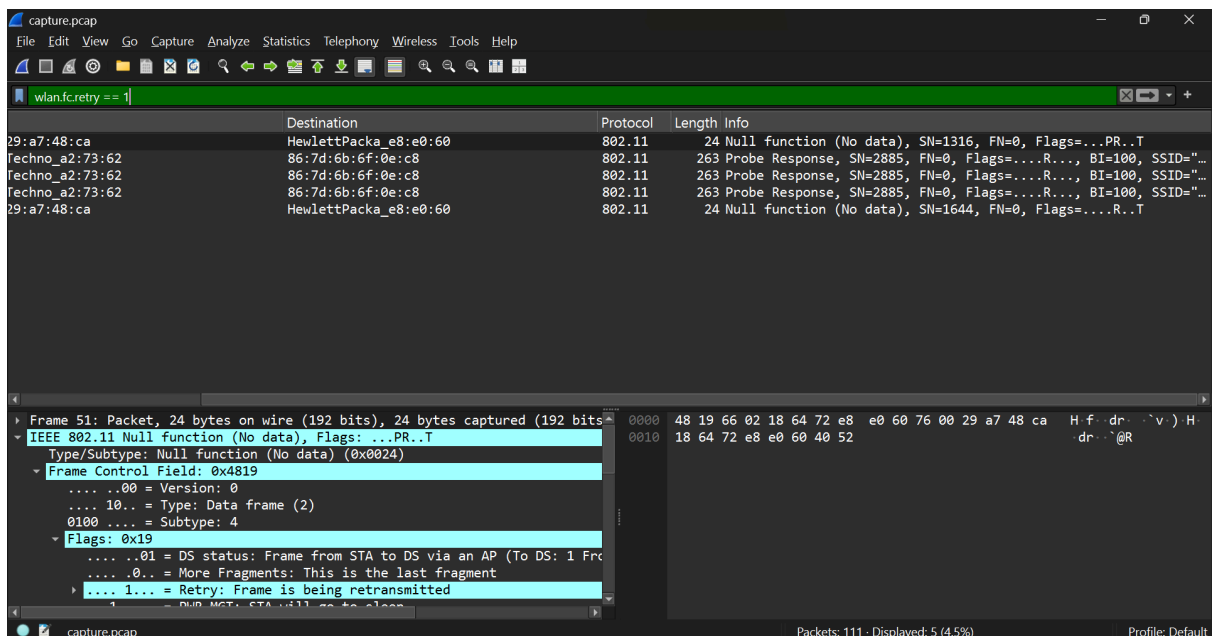 capture.pcap
File Edit View Go Capture Analyze Statistics Telephony Wireless Tools Help
wlan.fc.retry == 1
Destination Protocol Length Info
29:a7:48:ca HewlettPacka_e8:e0:60 802.11 24 Null function (No data), SN=1316, FN=0, Flags=...PR..T
Techno_a2:73:62 86:7d:6b:6f:0e:c8 802.11 263 Probe Response, SN=2885, FN=0, Flags=....R..., BI=100, SSID="…
Techno_a2:73:62 86:7d:6b:6f:0e:c8 802.11 263 Probe Response, SN=2885, FN=0, Flags=....R..., BI=100, SSID="…
Techno_a2:73:62 86:7d:6b:6f:0e:c8 802.11 263 Probe Response, SN=2885, FN=0, Flags=....R..., BI=100, SSID="…
29:a7:48:ca HewlettPacka_e8:e0:60 802.11 24 Null function (No data), SN=1644, FN=0, Flags=....R..T
Frame 51: Packet, 24 bytes on wire (192 bits), 24 bytes captured (192 bits
IEEE 802.11 Null function (No data), Flags: ...PR..T
Type/Subtype: Null function (No data) (0x0024)
Frame Control Field: 0x4819
.... ..00 = Version: 0
.... 10.. = Type: Data frame (2)
0100 .... = Subtype: 4
Flags: 0x19
.... ..01 = DS status: Frame from STA to DS via an AP (To DS: 1 Fro
.... .0.. = More Fragments: This is the last fragment
.... 1... = Retry: Frame is being retransmitted
...1 .... = PWR MGT: STA will go to sleep
0000 48 19 66 02 18 64 72 e8 e0 60 76 00 29 a7 48 ca H·f··dr· ·`v·)·H·
0010 18 64 72 e8 e0 60 40 52 ·dr··`@R
capture.pcap Packets: 111 · Displayed: 5 (4.5%) Profile: Default